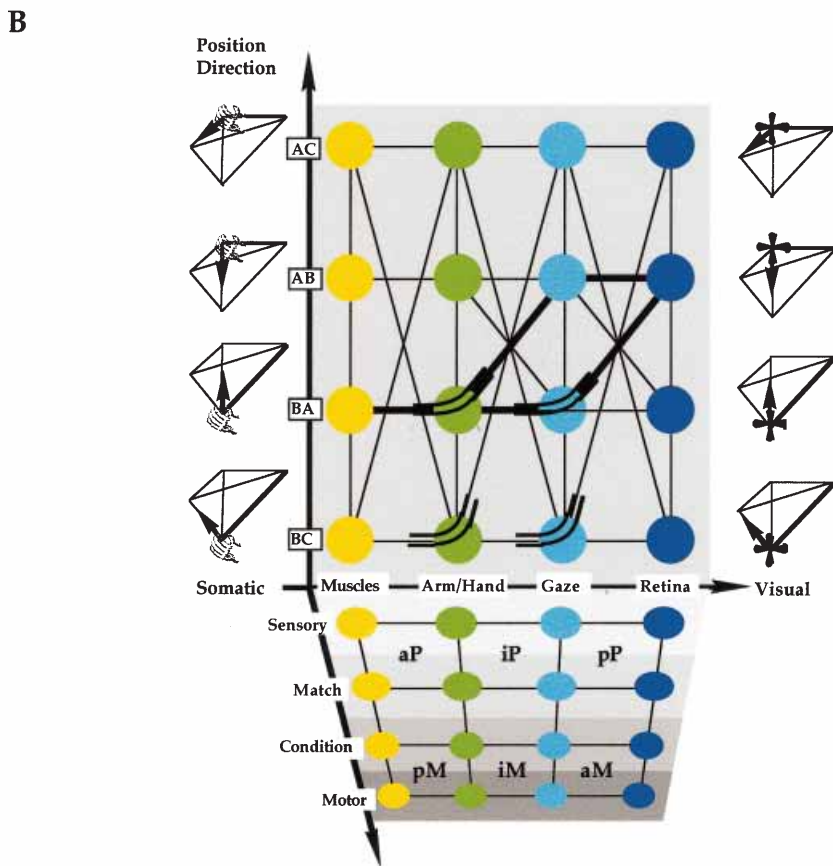 B
Position
Direction
AC
AB
BA
BC
Somatic
Muscles
Arm/Hand
Gaze
Retina
Visual
Sensory
aP
iP
pP
Match
Condition
pM
iM
aM
Motor